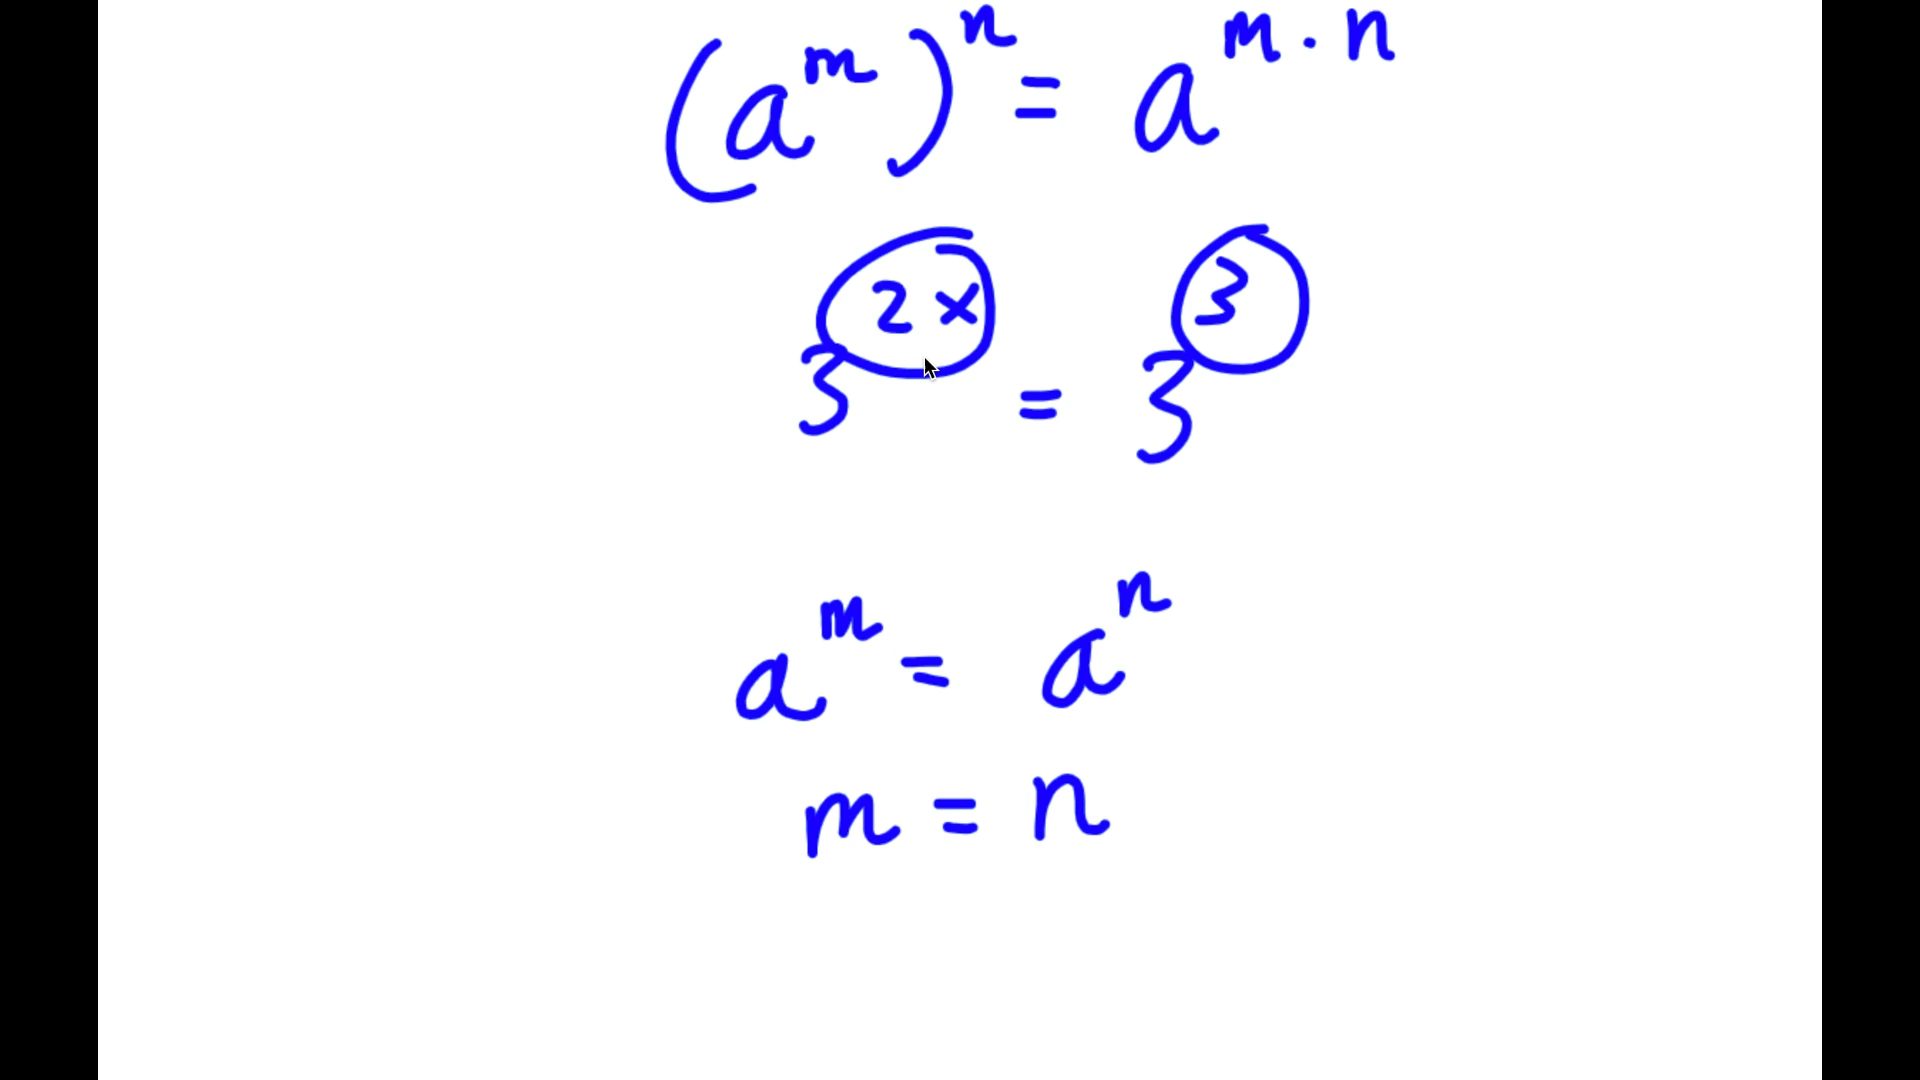 (a^m)^n = a^{m·n}
3^{2x} = 3^3
a^m = a^n
m = n